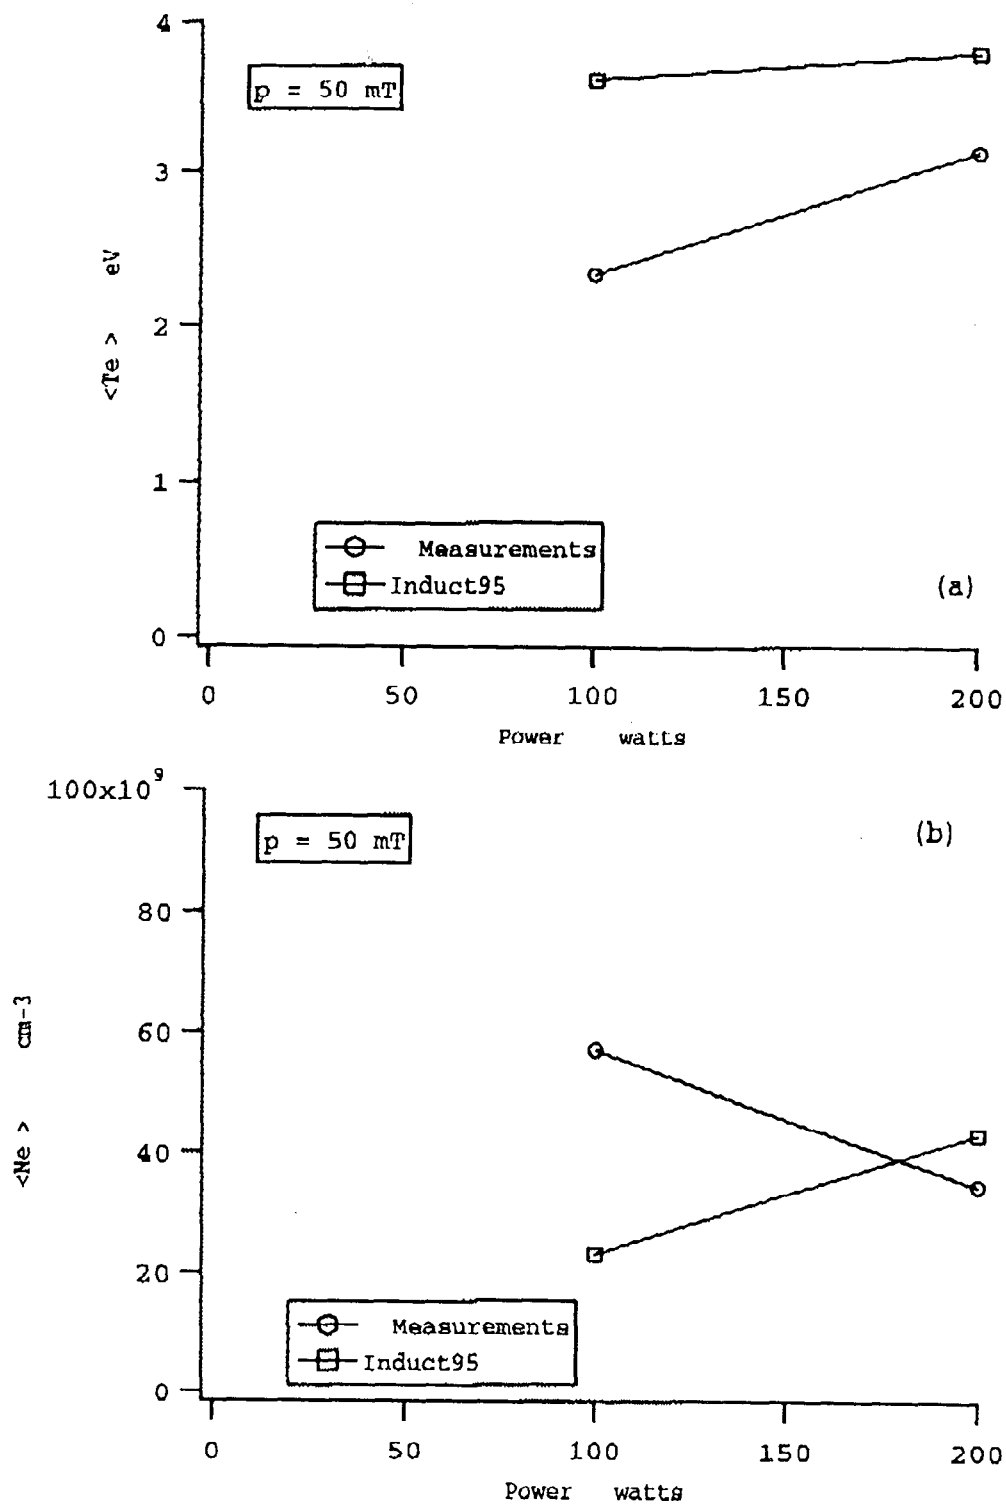 4
p = 50 mT
3
<Te > eV
2
1
Measurements
Induct95
(a)
0
0 50 100 150 200
Power watts
100x10⁹
p = 50 mT
(b)
80
<Ne > cm-3
60
40
20
Measurements
Induct95
0
0 50 100 150 200
Power watts